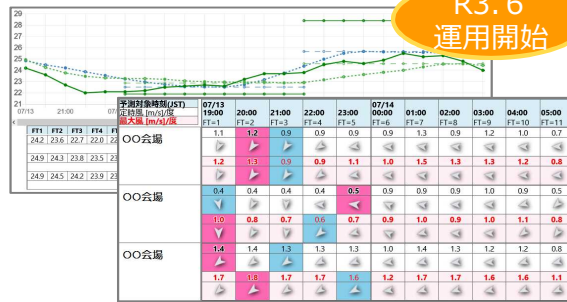 R3. 6
運用開始
29
28
27
26
25
24
23
22
21
07/13 21:00
FT1 FT2 FT3 FT4
24.2 23.6 22.7 22.0 22
24.9 24.3 23.8 23.5 23
24.9 24.5 24.2 23.9 23
予測対象時刻(JST) 07/13 07/14
定時風 [m/s]/度 19:00 20:00 21:00 22:00 23:00 00:00 01:00 02:00 03:00 04:00 05:00
最大風 [m/s]/度 FT=1 FT=2 FT=3 FT=4 FT=5 FT=6 FT=7 FT=8 FT=9 FT=10 FT=11
〇〇会場 1.1 1.2 0.9 0.9 0.9 0.9 1.3 0.9 1.2 1.0 0.7
1.2 1.3 0.9 0.9 1.1 1.0 1.5 1.3 1.3 1.2 0.8
〇〇会場 0.4 0.4 0.4 0.4 0.5 0.9 0.9 0.9 1.0 0.9 0.5
1.0 0.8 0.7 0.6 0.7 0.9 1.0 0.9 1.0 1.1 0.8
〇〇会場 1.4 1.4 1.3 1.3 1.3 1.0 1.4 1.3 1.2 1.2 0.8
1.7 1.8 1.7 1.7 1.6 1.2 1.7 1.7 1.6 1.6 1.1